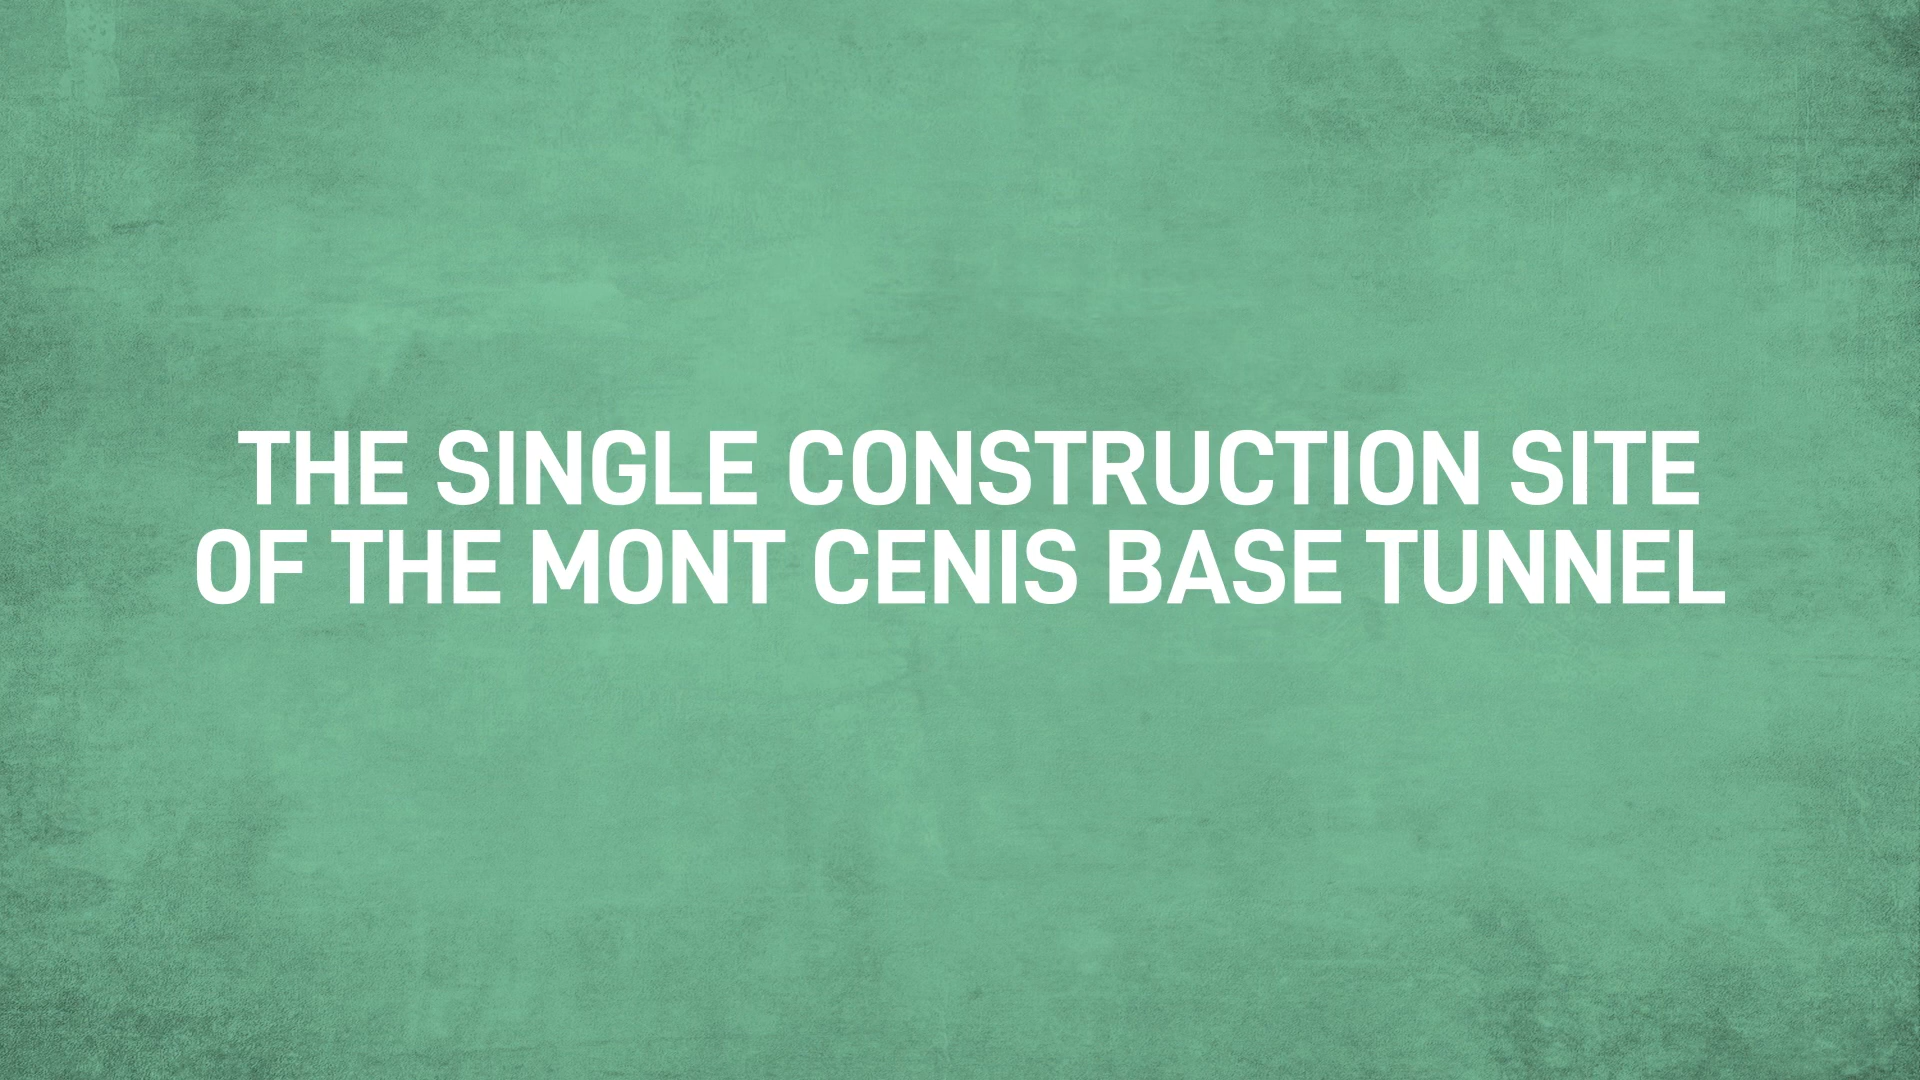 THE SINGLE CONSTRUCTION SITE
OF THE MONT CENIS BASE TUNNEL